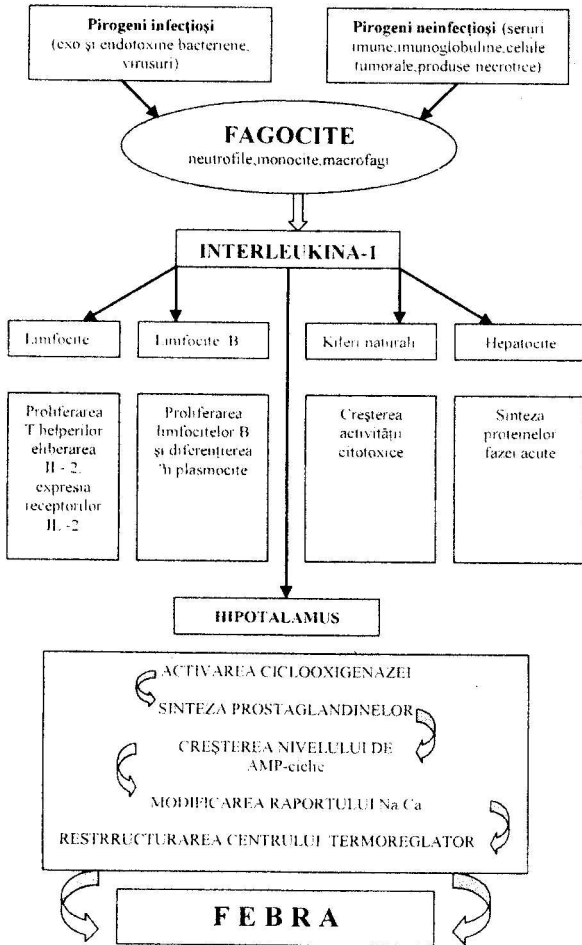 Pirogeni infecțioși
(exo și endotoxine bacteriene,
virusuri)
Pirogeni neinfecțioși (seruri
imune,imunoglobuline,celule
tumorale,produse necrotice)
FAGOCITE
neutrofile,monocite,macrofagi
INTERLEUKINA-1
Limfocite
Limfocite B
Kileri naturali
Hepatocite
Proliferarea
T helperilor
eliberarea
IL - 2,
expresia
receptorilor
IL -2
Proliferarea
limfocitelor B
și diferențierea
în plasmocite
Creșterea
activității
citotoxice
Sinteza
proteinelor
fazei acute
HIPOTALAMUS
ACTIVAREA CICLOOXIGENAZEI
SINTEZA PROSTAGLANDINELOR
CREȘTEREA NIVELULUI DE
AMP-ciclic
MODIFICAREA RAPORTULUI Na/Ca
RESTRRUCTURAREA CENTRULUI TERMOREGLATOR
FEBRA